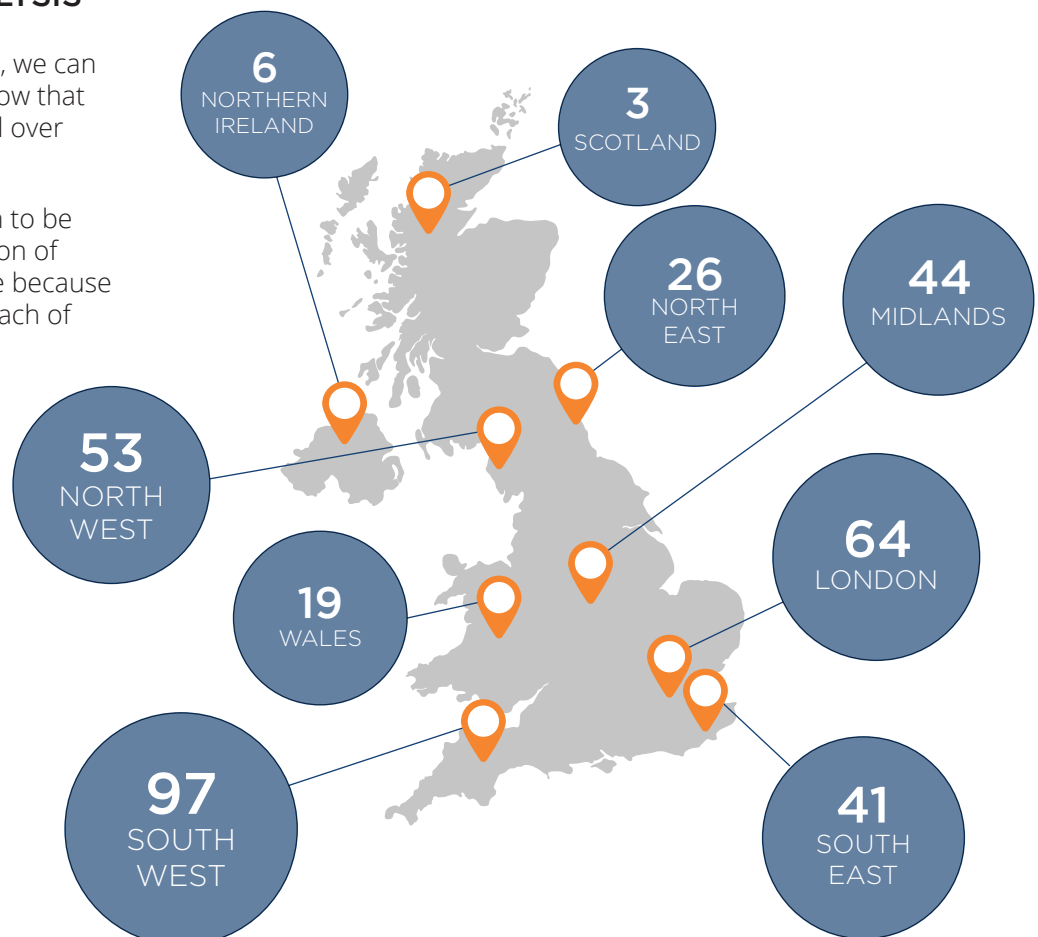 , we can
ow that
over
to be
on of
because
ach of
6
NORTHERN
IRELAND
3
SCOTLAND
26
NORTH
EAST
44
MIDLANDS
53
NORTH
WEST
19
WALES
64
LONDON
97
SOUTH
WEST
41
SOUTH
EAST